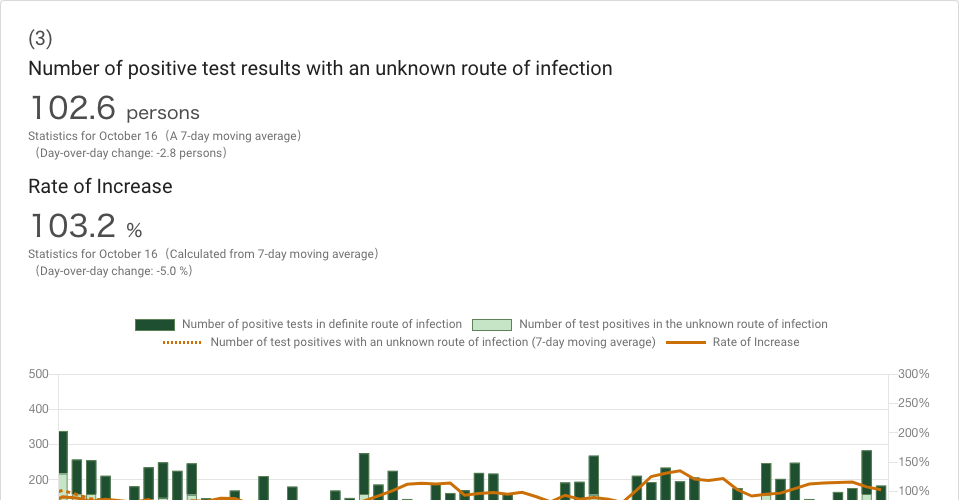 (3)
Number of positive test results with an unknown route of infection
102.6 persons
Statistics for October 16（A 7-day moving average）
（Day-over-day change: -2.8 persons）
Rate of Increase
103.2 %
Statistics for October 16（Calculated from 7-day moving average）
（Day-over-day change: -5.0 %）
Number of positive tests in definite route of infection Number of test positives in the unknown route of infection
Number of test positives with an unknown route of infection (7-day moving average) Rate of Increase
500 300%
400 250%
300 200%
200 150%
100%